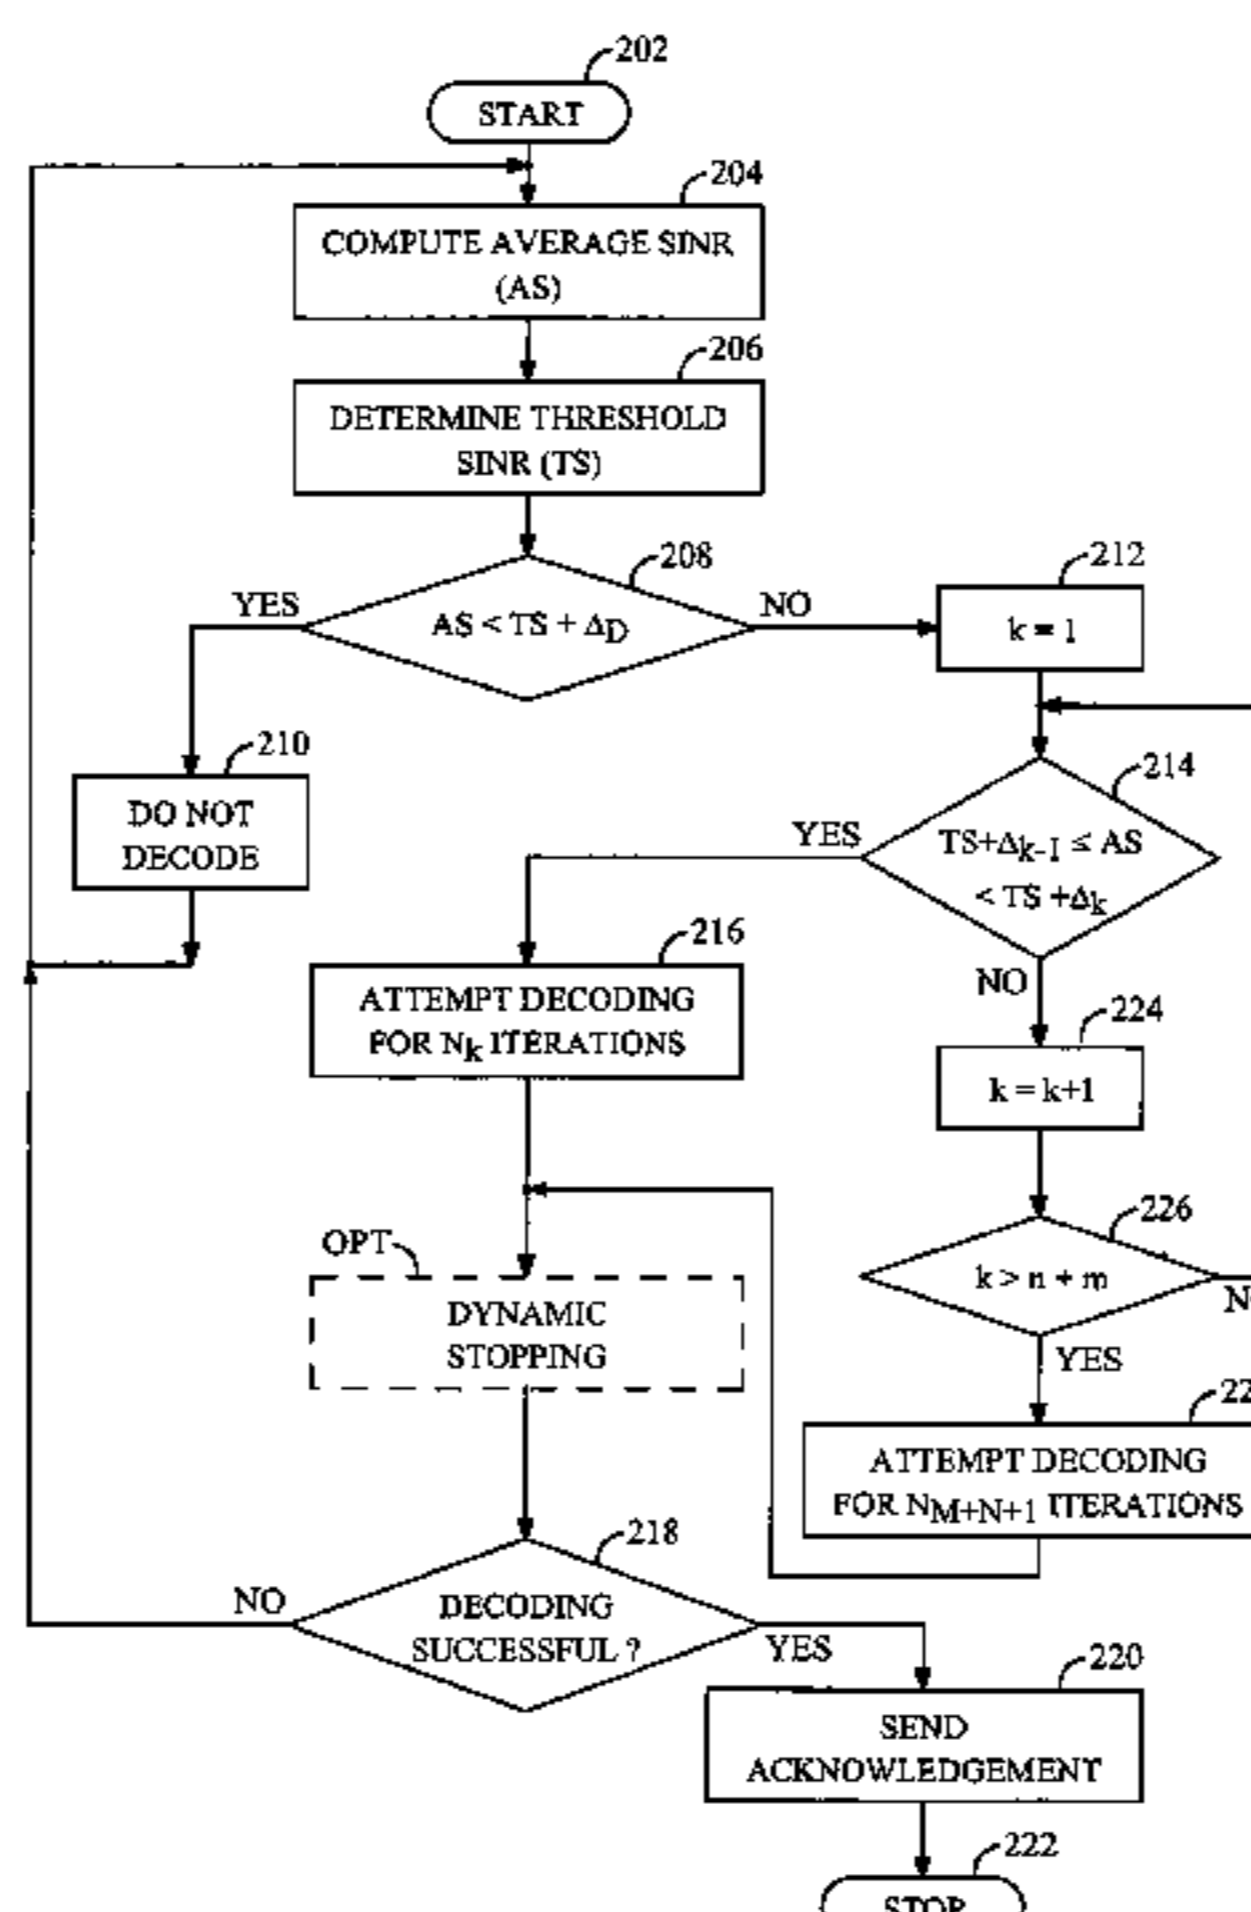 202
START
204
COMPUTE AVERAGE SINR
(AS)
206
DETERMINE THRESHOLD
SINR (TS)
208
AS < TS + ΔD
YES
NO
212
k = 1
210
DO NOT
DECODE
214
TS+Δk-1 ≤ AS
< TS +Δk
YES
NO
216
ATTEMPT DECODING
FOR Nk ITERATIONS
224
k = k+1
226
k > n + m
YES
OPT
DYNAMIC
STOPPING
ATTEMPT DECODING
FOR NM+N+1 ITERATIONS
218
DECODING
SUCCESSFUL ?
NO
YES
220
SEND
ACKNOWLEDGEMENT
222
STOP